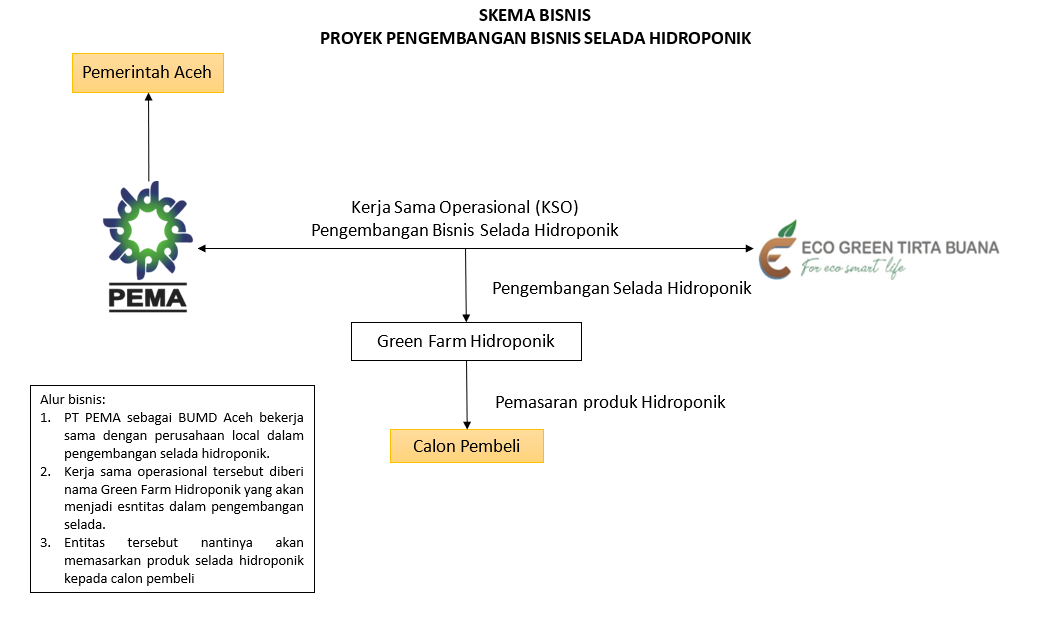 SKEMA BISNIS
PROYEK PENGEMBANGAN BISNIS SELADA HIDROPONIK
Pemerintah Aceh
Kerja Sama Operasional (KSO)
Pengembangan Bisnis Selada Hidroponik
PEMA
ECO GREEN TIRTA BUANA
For eco smart life
Pengembangan Selada Hidroponik
Green Farm Hidroponik
Pemasaran produk Hidroponik
Calon Pembeli
Alur bisnis:
1. PT PEMA sebagai BUMD Aceh bekerja
sama dengan perusahaan local dalam
pengembangan selada hidroponik.
2. Kerja sama operasional tersebut diberi
nama Green Farm Hidroponik yang akan
menjadi esntitas dalam pengembangan
selada.
3. Entitas tersebut nantinya akan
memasarkan produk selada hidroponik
kepada calon pembeli